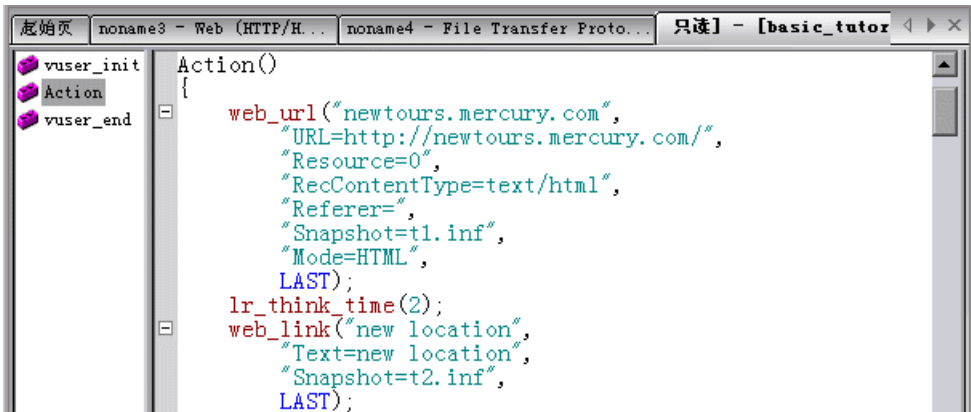 起始页
noname3 - Web (HTTP/H...
noname4 - File Transfer Proto...
只读] - [basic_tutor
vuser_init
Action
vuser_end
Action()
{
web_url("newtours.mercury.com",
"URL=http://newtours.mercury.com/",
"Resource=0",
"RecContentType=text/html",
"Referer=",
"Snapshot=t1.inf",
"Mode=HTML",
LAST);
lr_think_time(2);
web_link("new location",
"Text=new location",
"Snapshot=t2.inf",
LAST);